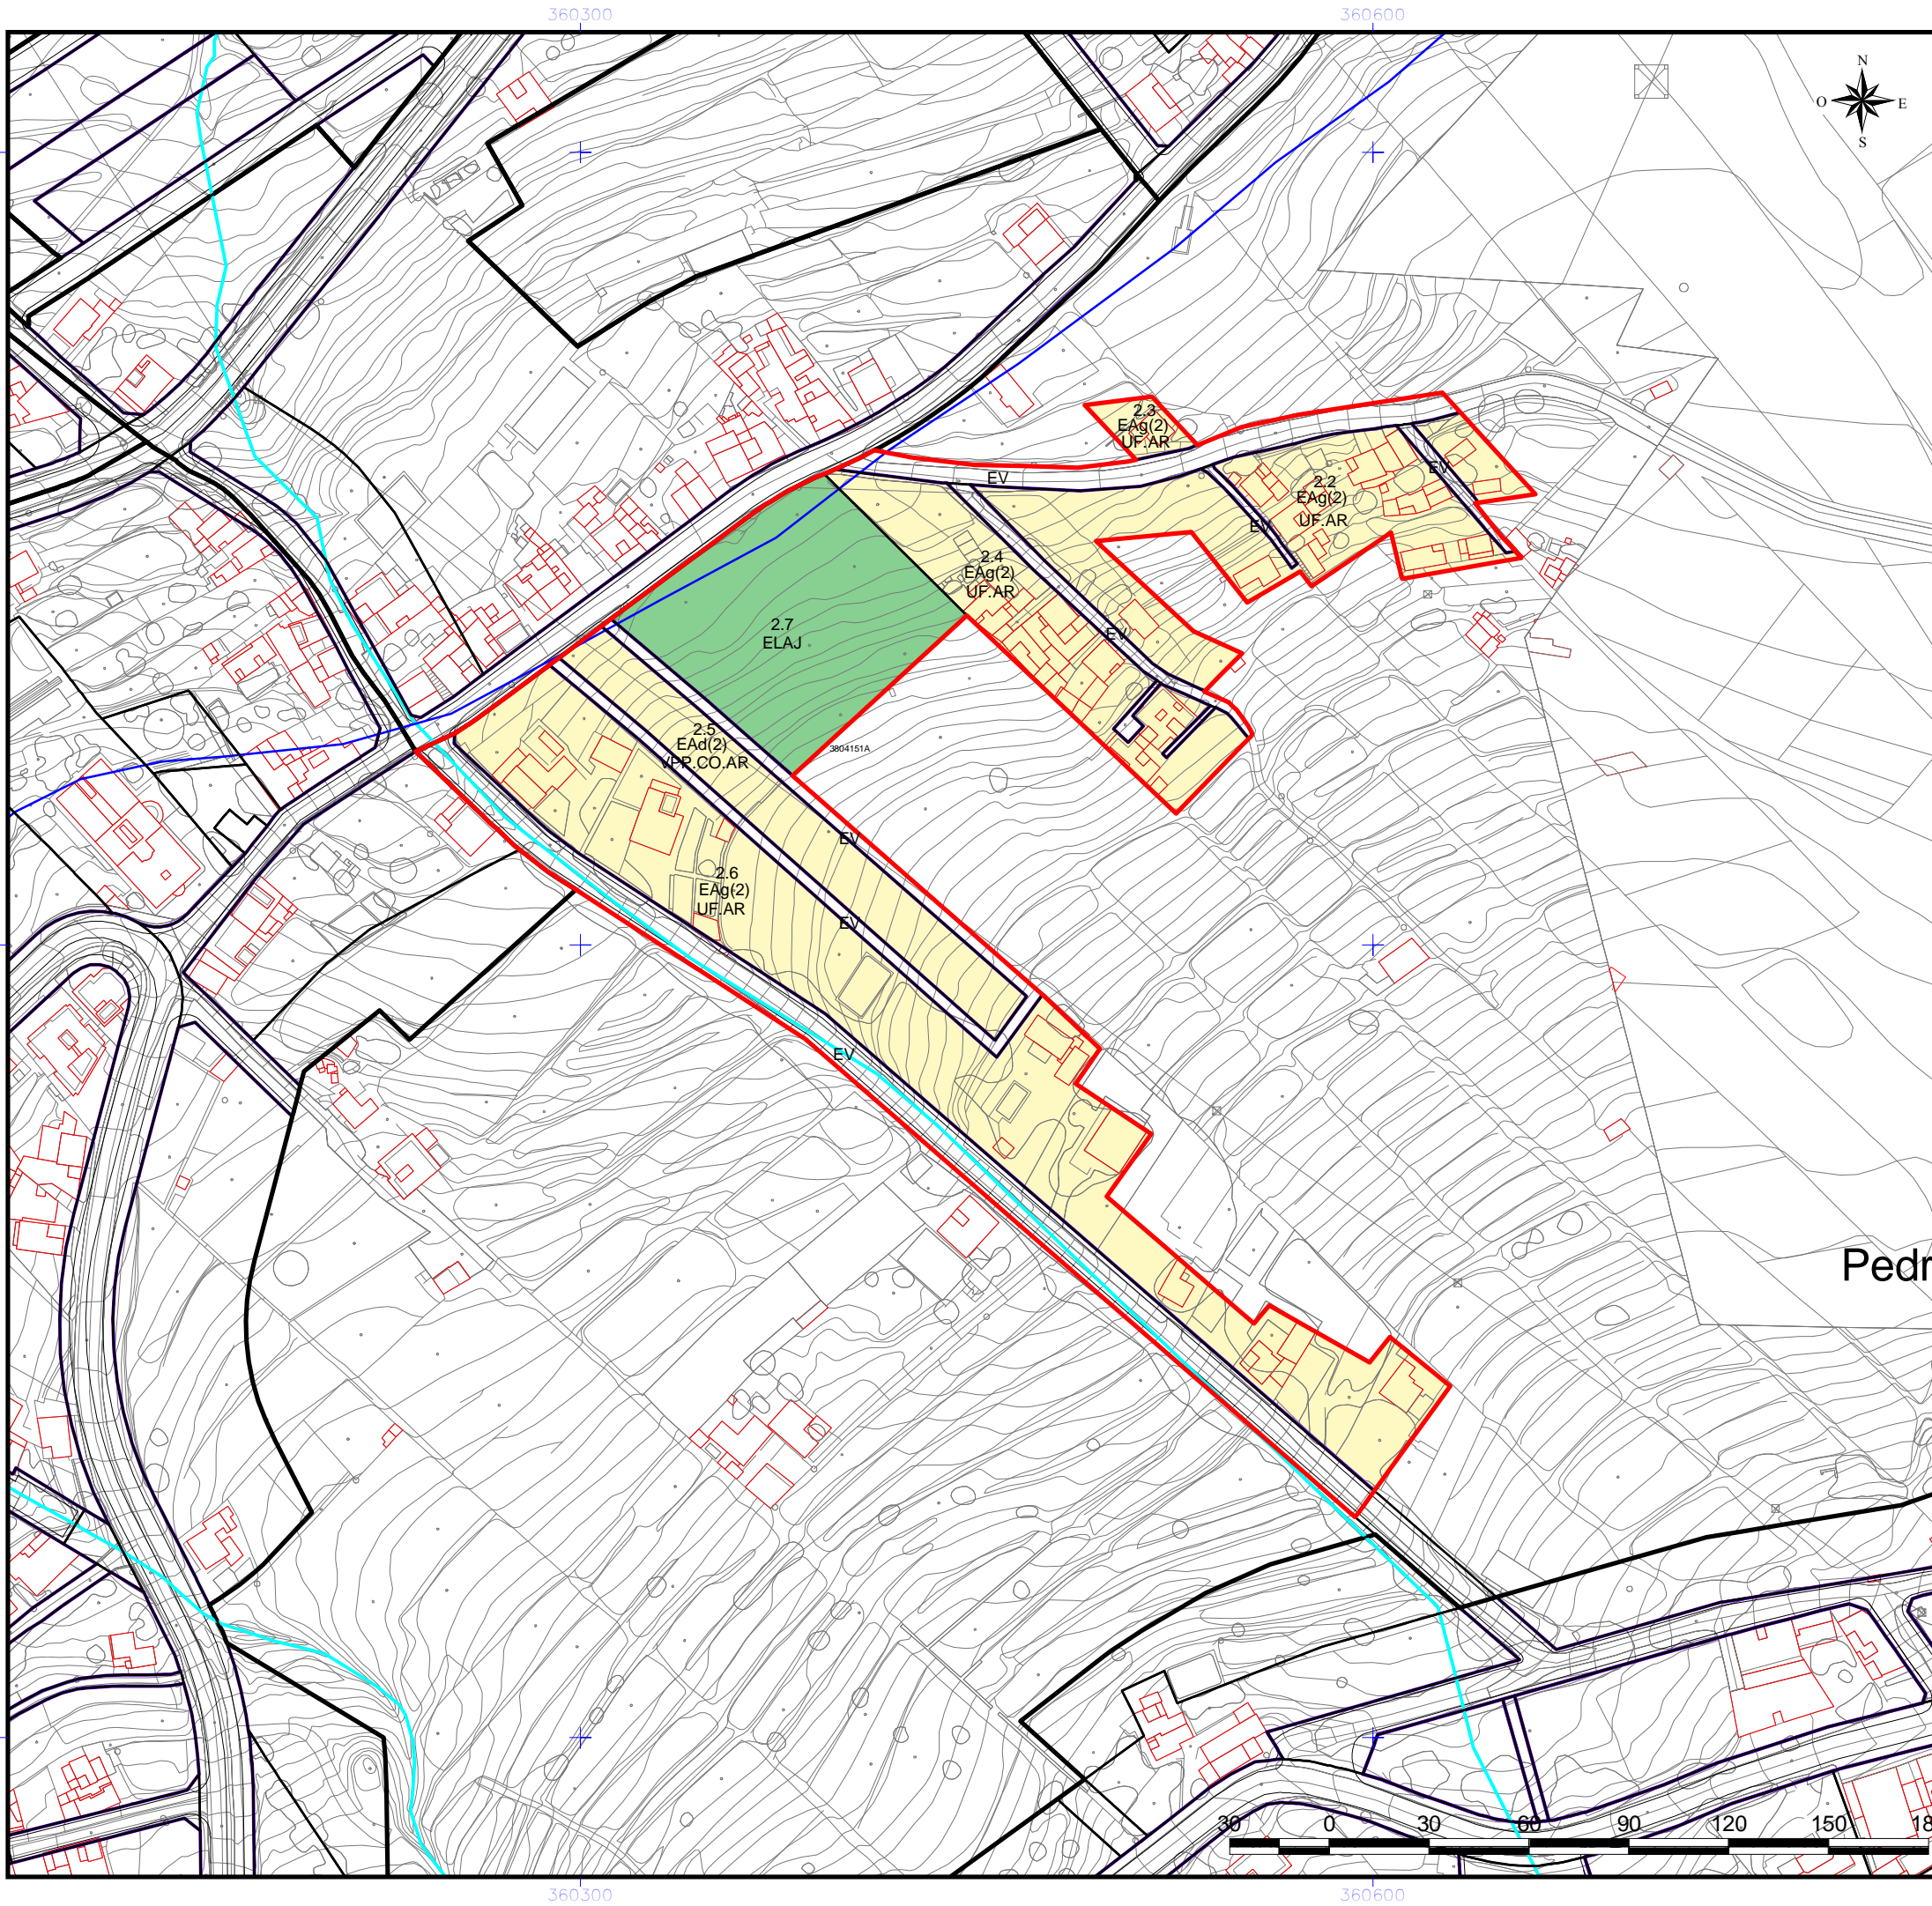 360300
360600
N
O
E
S
2.3
EAg(2)
UF.AR
EV
EV
2.2
EAg(2)
UF.AR
EV
2.4
EAg(2)
UF.AR
2.7
ELAJ
EV
2.5
EAd(2)
VPP.CO.AR
3804151A
EV
2.6
EAg(2)
UF.AR
EV
EV
Pedr
30
0
30
60
90
120
150
18
360300
360600